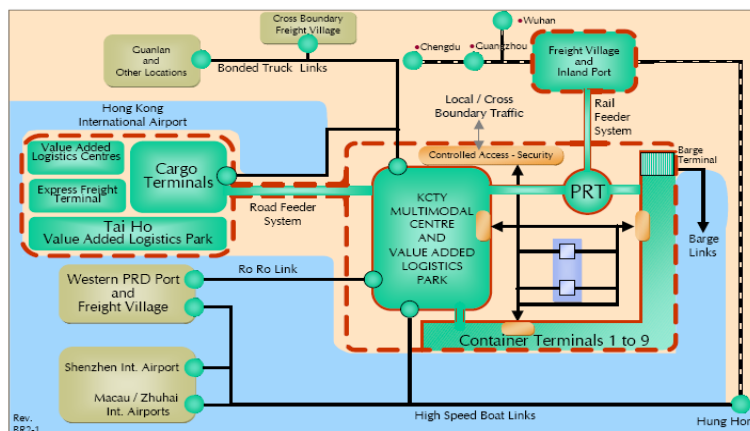 Cross Boundary
Freight Village
Guanlan
and
Other Locations
Bonded Truck Links
Wuhan
Chengdu
Guangzhou
Freight Village
and
Inland Port
Hong Kong
International Airport
Local / Cross
Boundary Traffic
Rail
Feeder
System
Value Added
Logistics Centres
Express Freight
Terminal
Cargo
Terminals
Tai Ho
Value Added Logistics Park
Controlled Access - Security
Barge
Terminal
Road Feeder
System
KCTY
MULTIMODAL
CENTRE
AND
VALUE ADDED
LOGISTICS
PARK
PRT
Barge
Links
Ro Ro Link
Western PRD Port
and
Freight Village
Container Terminals 1 to 9
Shenzhen Int. Airport
Macau / Zhuhai
Int. Airports
High Speed Boat Links
Hung Hom
Rev.
RR2-1